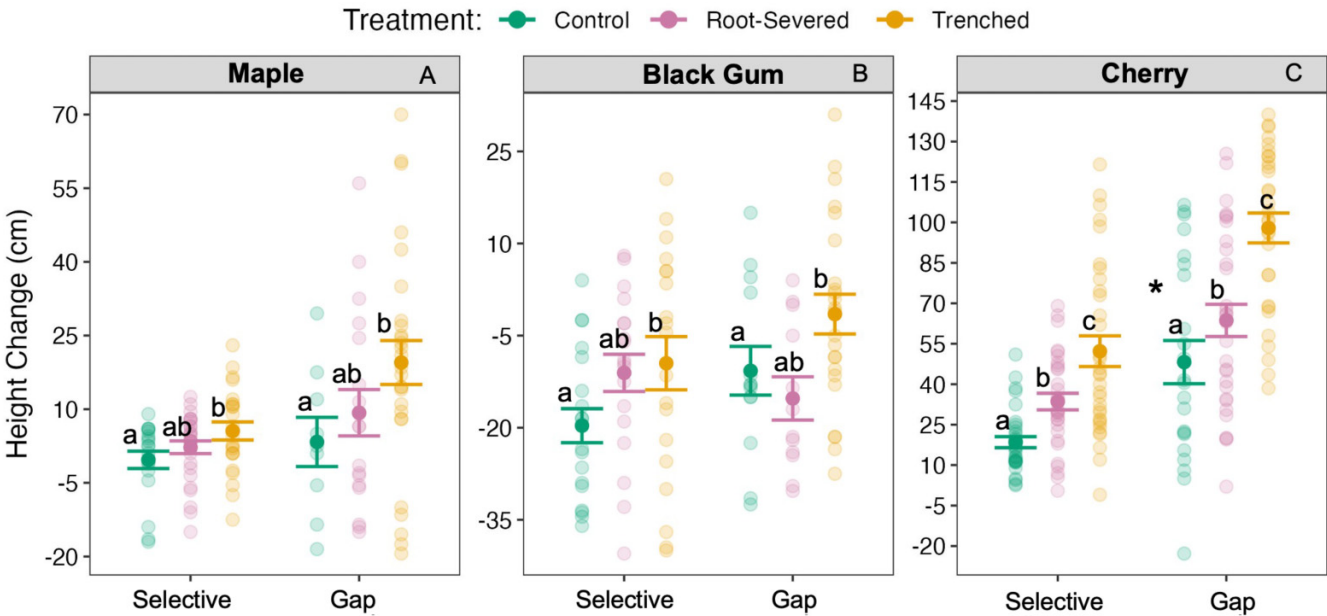 Treatment: Control Root-Severed Trenched
Maple A
Black Gum B
Cherry C
Height Change (cm)
70
55
40
25
10
-5
-20
a ab b a ab b
Selective Gap
25
10
-5
-20
-35
a ab b a ab b
Selective Gap
145
130
115
100
85
70
55
40
25
10
-5
-20
a b c * a b c
Selective Gap